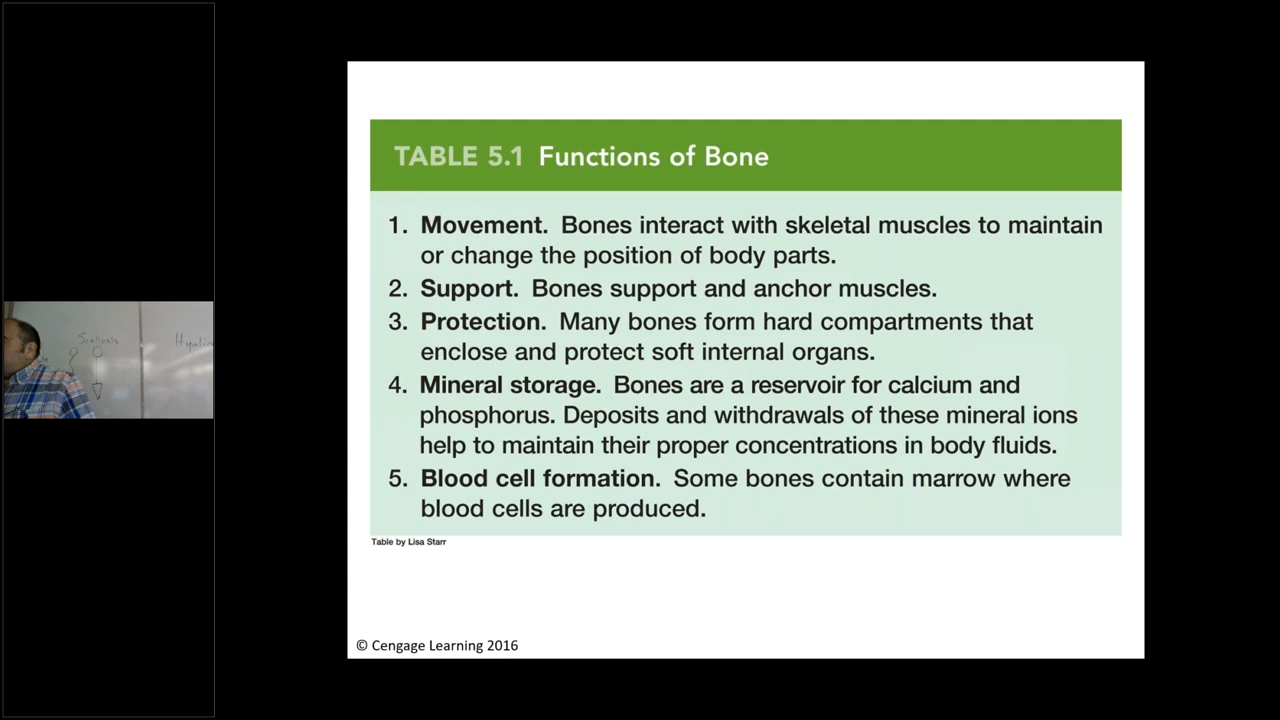 TABLE 5.1 Functions of Bone
1. Movement. Bones interact with skeletal muscles to maintain
or change the position of body parts.
2. Support. Bones support and anchor muscles.
3. Protection. Many bones form hard compartments that
enclose and protect soft internal organs.
4. Mineral storage. Bones are a reservoir for calcium and
phosphorus. Deposits and withdrawals of these mineral ions
help to maintain their proper concentrations in body fluids.
5. Blood cell formation. Some bones contain marrow where
blood cells are produced.
Table by Lisa Starr
© Cengage Learning 2016